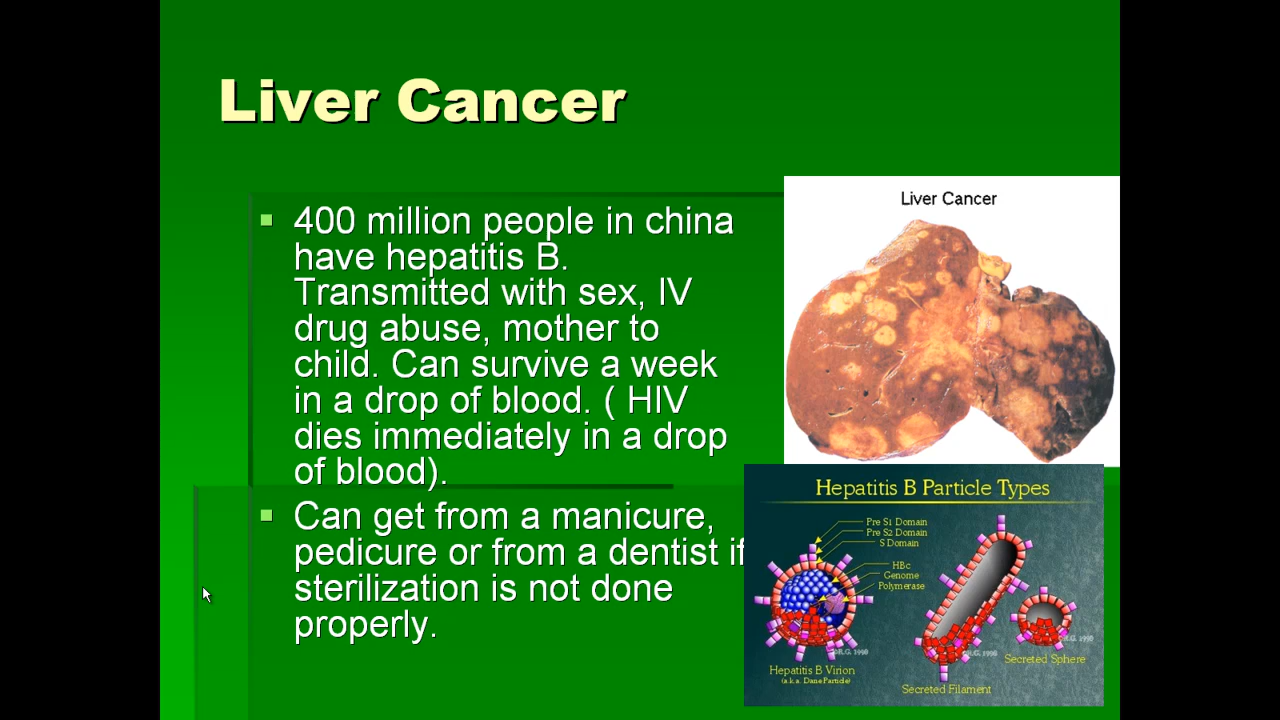 Liver Cancer
400 million people in china
have hepatitis B.
Transmitted with sex, IV
drug abuse, mother to
child. Can survive a week
in a drop of blood. ( HIV
dies immediately in a drop
of blood).
Can get from a manicure,
pedicure or from a dentist if
sterilization is not done
properly.
Liver Cancer
Hepatitis B Particle Types
Pre S1 Domain
Pre S2 Domain
S Domain
HBc
Genome
Polymerase
Hepatitis B Virion
(a.k.a. Dane Particle)
Secreted Filament
Secreted Sphere